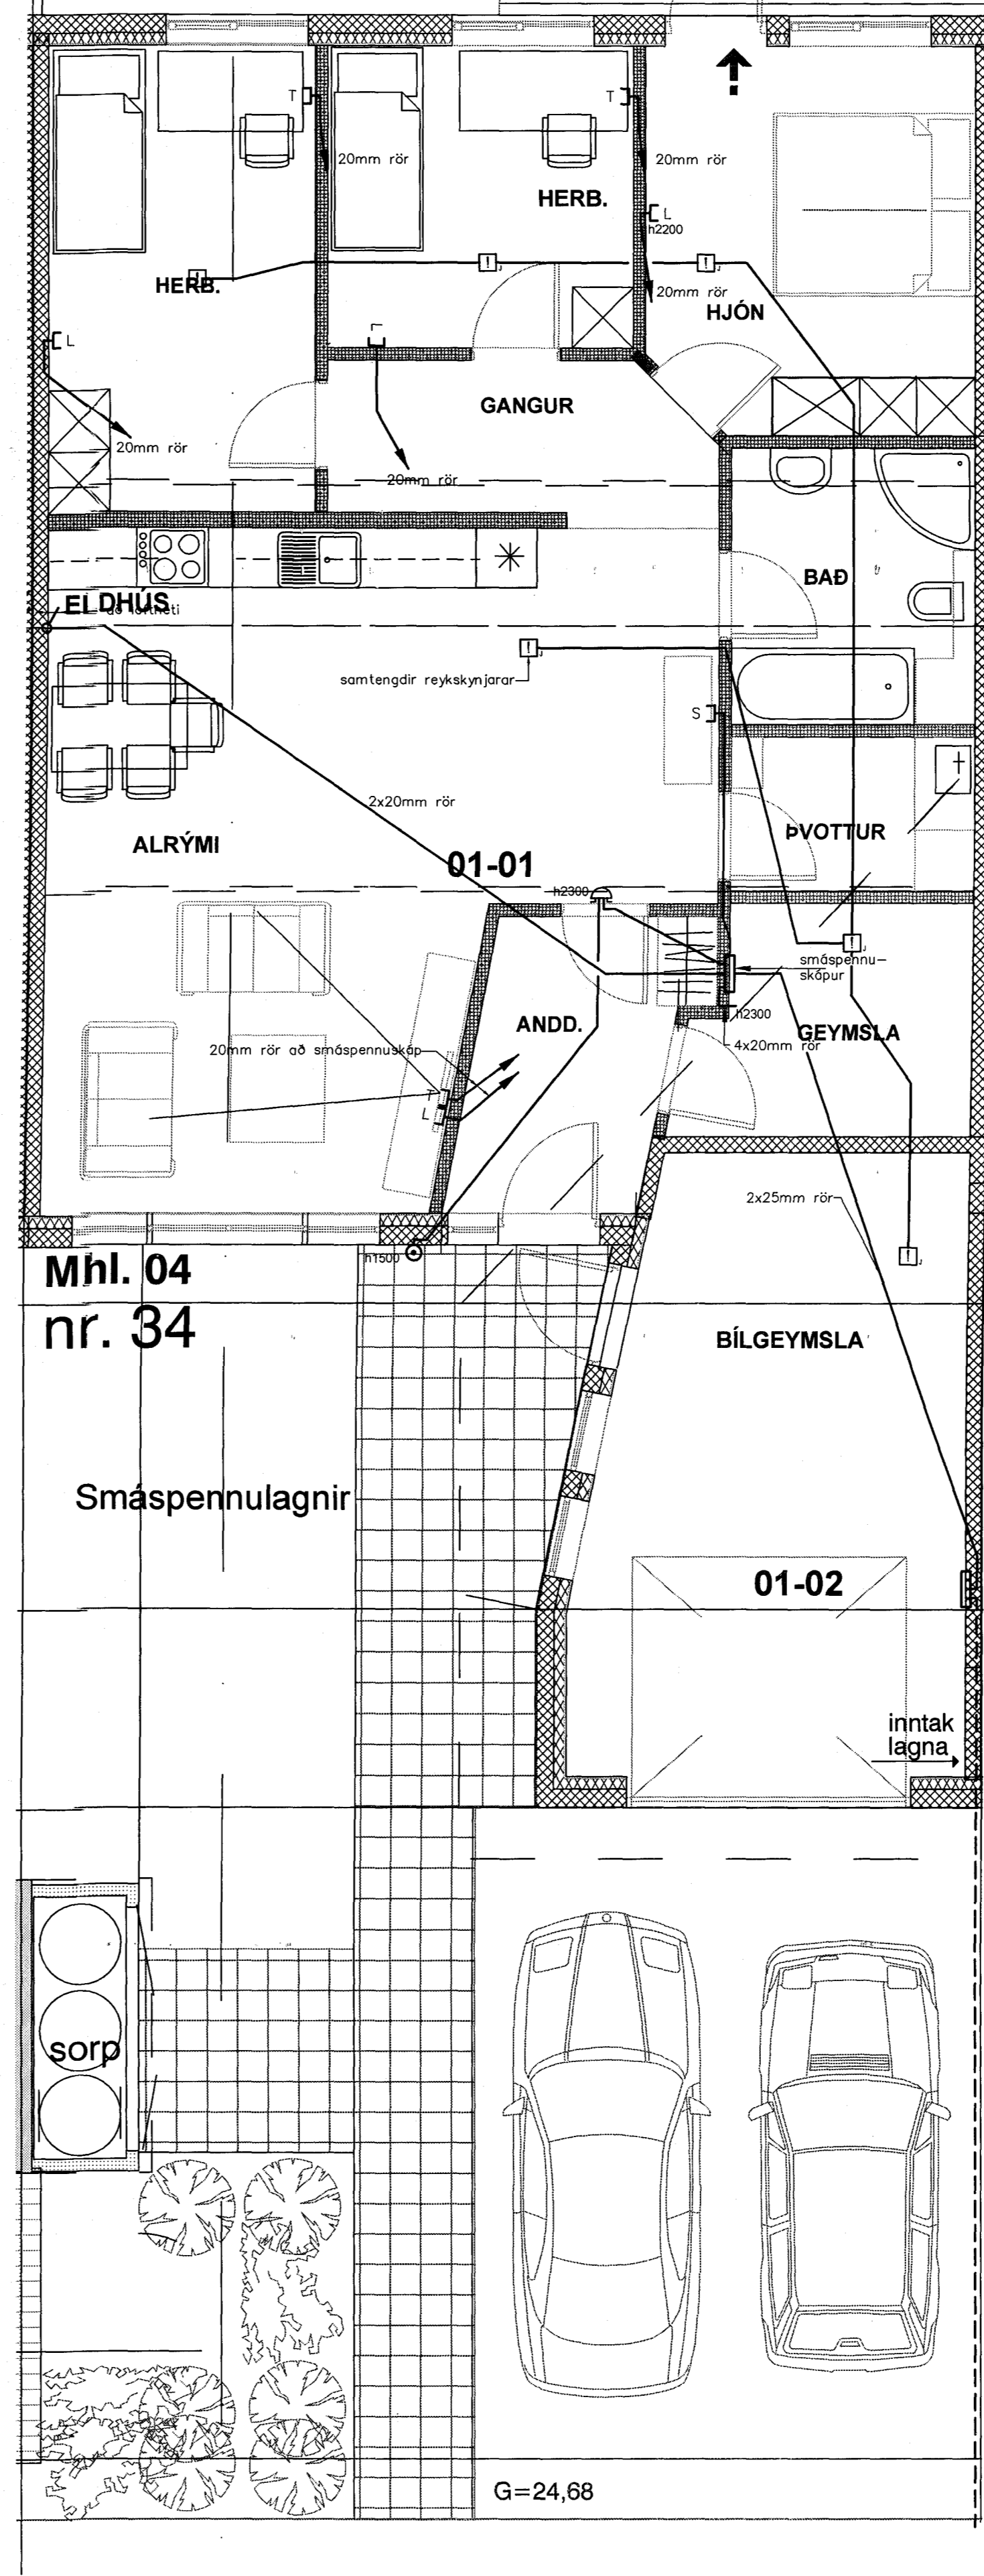 T
T
20mm rör
20mm rör
HERB.
L
h2200
HERB.
20mm rör
HJÓN
L
L
GANGUR
20mm rör
20mm rör
BAÐ
ELDHÚS
samtengdir reykskynjarar
S
2x20mm rör
ÞVOTTUR
ALRÝMI
01-01
h2300
smáspennu-
skápur
h2300
ANDD.
GEYMSLA
4x20mm rör
20mm rör að smáspennuskáp
T
L
2x25mm rör
h1500
Mhl. 04
nr. 34
BÍLGEYMSLA
Smáspennulagnir
01-02
inntak
lagna
sorp
G=24,68